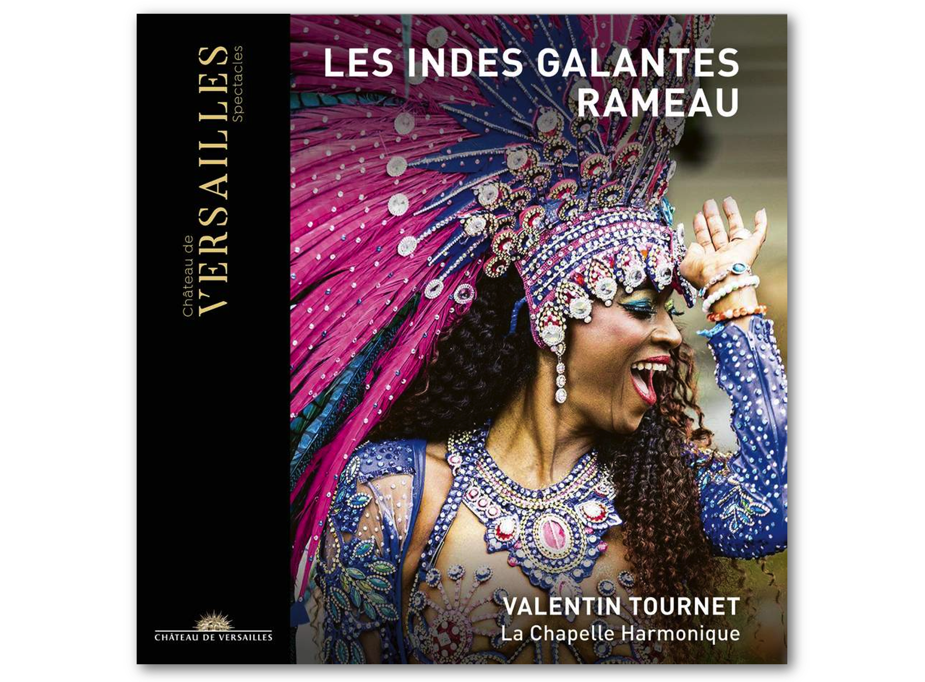 Château de
VERSAILLES
Spectacles
LES INDES GALANTES
RAMEAU
VALENTIN TOURNET
La Chapelle Harmonique
CHÂTEAU DE VERSAILLES